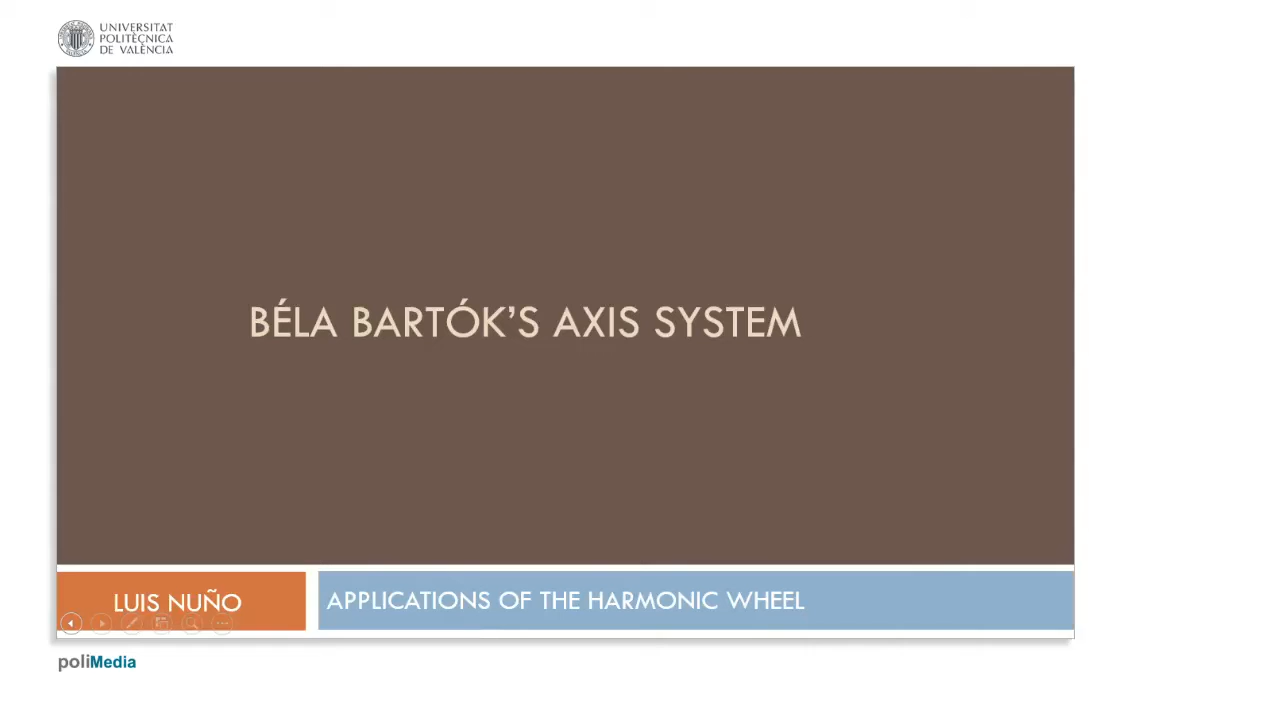 UNIVERSITAT
POLITÈCNICA
DE VALÈNCIA
BÉLA BARTÓK’S AXIS SYSTEM
LUIS NUÑO
APPLICATIONS OF THE HARMONIC WHEEL
poliMedia